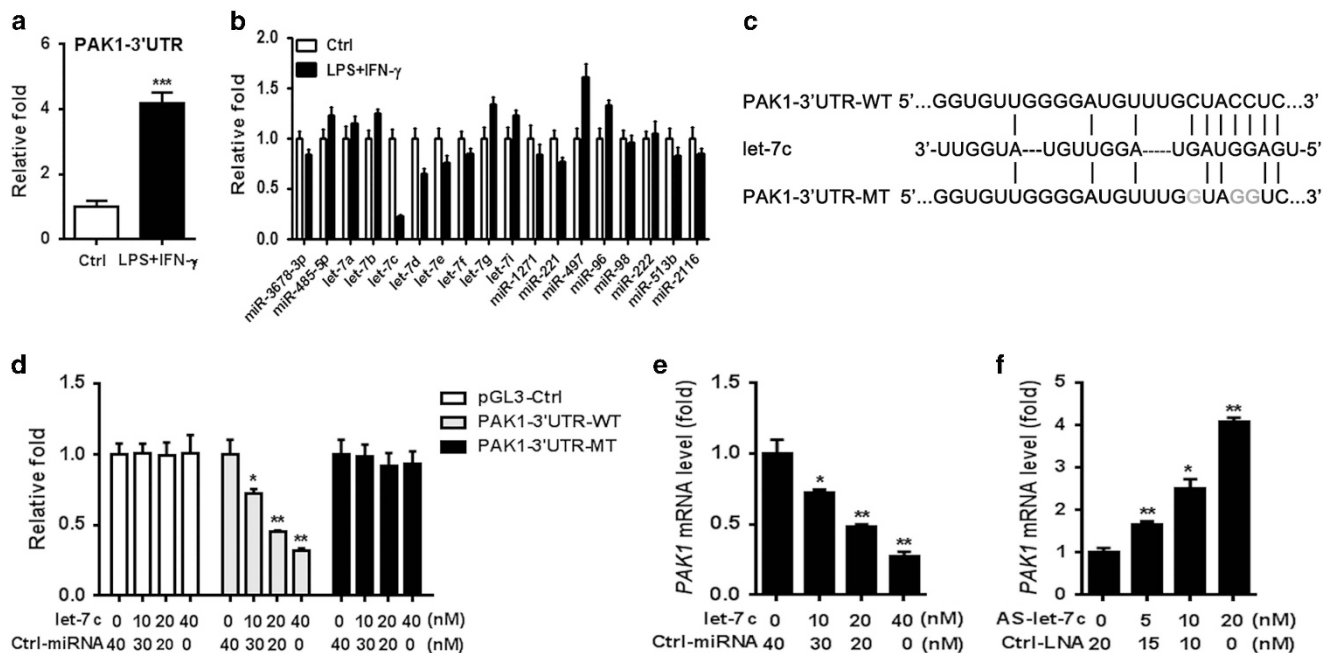 a
PAK1-3'UTR
Relative fold
6
4
2
0
***
Ctrl LPS+IFN-γ
b
Relative fold
2.0
1.5
1.0
0.5
0.0
Ctrl
LPS+IFN-γ
miR-3678-3p
miR-485-5p
let-7a
let-7b
let-7c
let-7d
let-7e
let-7f
let-7g
let-7i
miR-1271
miR-221
miR-497
miR-96
miR-98
miR-222
miR-513b
miR-2116
c
PAK1-3'UTR-WT 5'...GGUGUUGGGGAUGUUUGCUACCUC...3'
let-7c 3'-UUGGUA---UGUUGGA-----UGAUGGAGU-5'
PAK1-3'UTR-MT 5'...GGUGUUGGGGAUGUUUGGUAGGUC...3'
d
Relative fold
1.5
1.0
0.5
0.0
* ** **
pGL3-Ctrl
PAK1-3'UTR-WT
PAK1-3'UTR-MT
let-7c 0 10 20 40 0 10 20 40 0 10 20 40 (nM)
Ctrl-miRNA 40 30 20 0 40 30 20 0 40 30 20 0 (nM)
e
PAK1 mRNA level (fold)
1.5
1.0
0.5
0.0
* ** **
let-7c 0 10 20 40 (nM)
Ctrl-miRNA 40 30 20 0 (nM)
f
PAK1 mRNA level (fold)
5
4
3
2
1
0
** * **
AS-let-7c 0 5 10 20 (nM)
Ctrl-LNA 20 15 10 0 (nM)